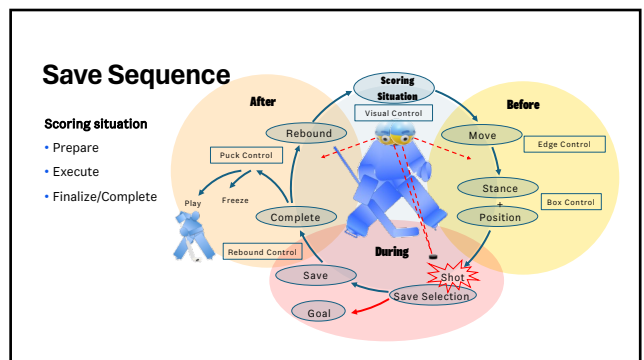 Save Sequence
Scoring situation
• Prepare
• Execute
• Finalize/Complete
After
Scoring
Situation
Before
Visual Control
Rebound
Move
Edge Control
Puck Control
Play
Freeze
Stance
+
Position
Box Control
Complete
Rebound Control
During
Save
Shot
Save Selection
Goal